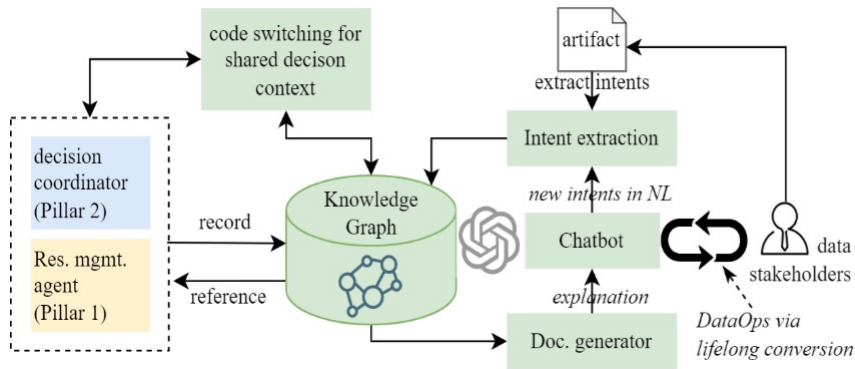 code switching for
shared decison
context
artifact
extract intents
Intent extraction
decision
coordinator
(Pillar 2)
Res. mgmt.
agent
(Pillar 1)
record
reference
Knowledge
Graph
new intents in NL
Chatbot
explanation
Doc. generator
data
stakeholders
DataOps via
lifelong conversion